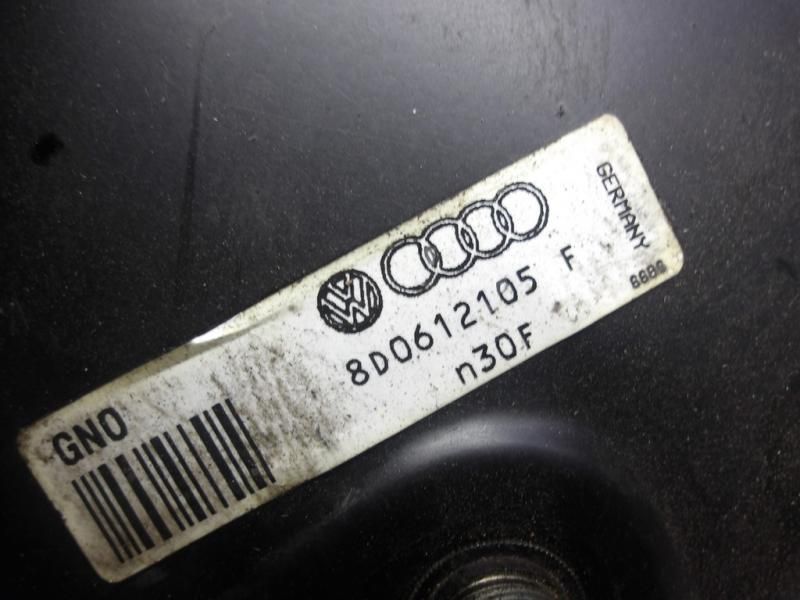 GERMANY
8D0612105 F
n30F
GNO